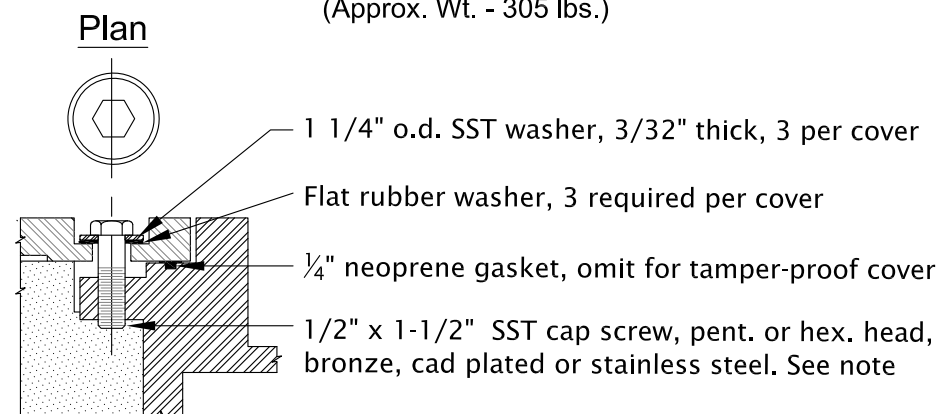 (Approx. Wt. - 305 lbs.)
Plan
1 1/4" o.d. SST washer, 3/32" thick, 3 per cover
Flat rubber washer, 3 required per cover
¼" neoprene gasket, omit for tamper-proof cover
1/2" x 1-1/2" SST cap screw, pent. or hex. head,
bronze, cad plated or stainless steel. See note